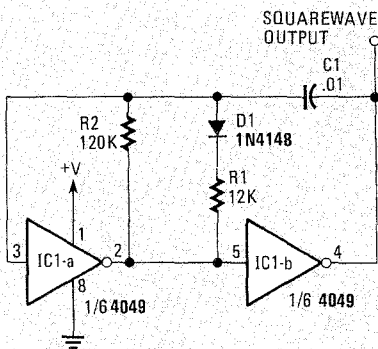 SQUAREWAVE
OUTPUT
C1
.01
R2
120K
D1
1N4148
+V
R1
12K
1
3
IC1-a
2
5
IC1-b
4
8
1/6 4049
1/6 4049